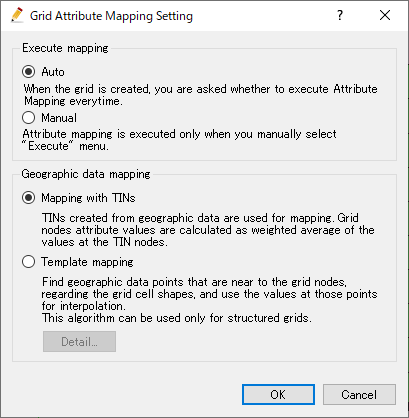 Grid Attribute Mapping Setting
?
Execute mapping
Auto
When the grid is created, you are asked whether to execute Attribute
Mapping everytime.
Manual
Attribute mapping is executed only when you manually select
"Execute" menu.
Geographic data mapping
Mapping with TINs
TINs created from geographic data are used for mapping. Grid
nodes attribute values are calculated as weighted average of the
values at the TIN nodes.
Template mapping
Find geographic data points that are near to the grid nodes,
regarding the grid cell shapes, and use the values at those points
for interpolation.
This algorithm can be used only for structured grids.
Detail...
OK
Cancel